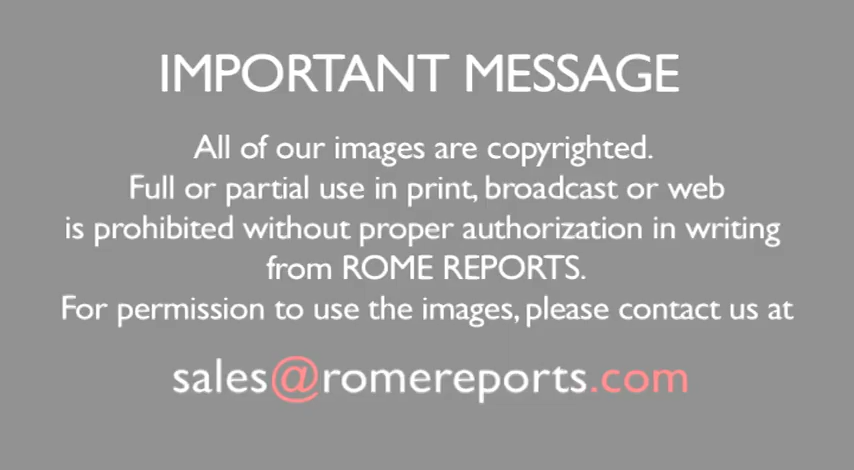 IMPORTANT MESSAGE
All of our images are copyrighted.
Full or partial use in print, broadcast or web
is prohibited without proper authorization in writing
from ROME REPORTS.
For permission to use the images, please contact us at
sales@romereports.com